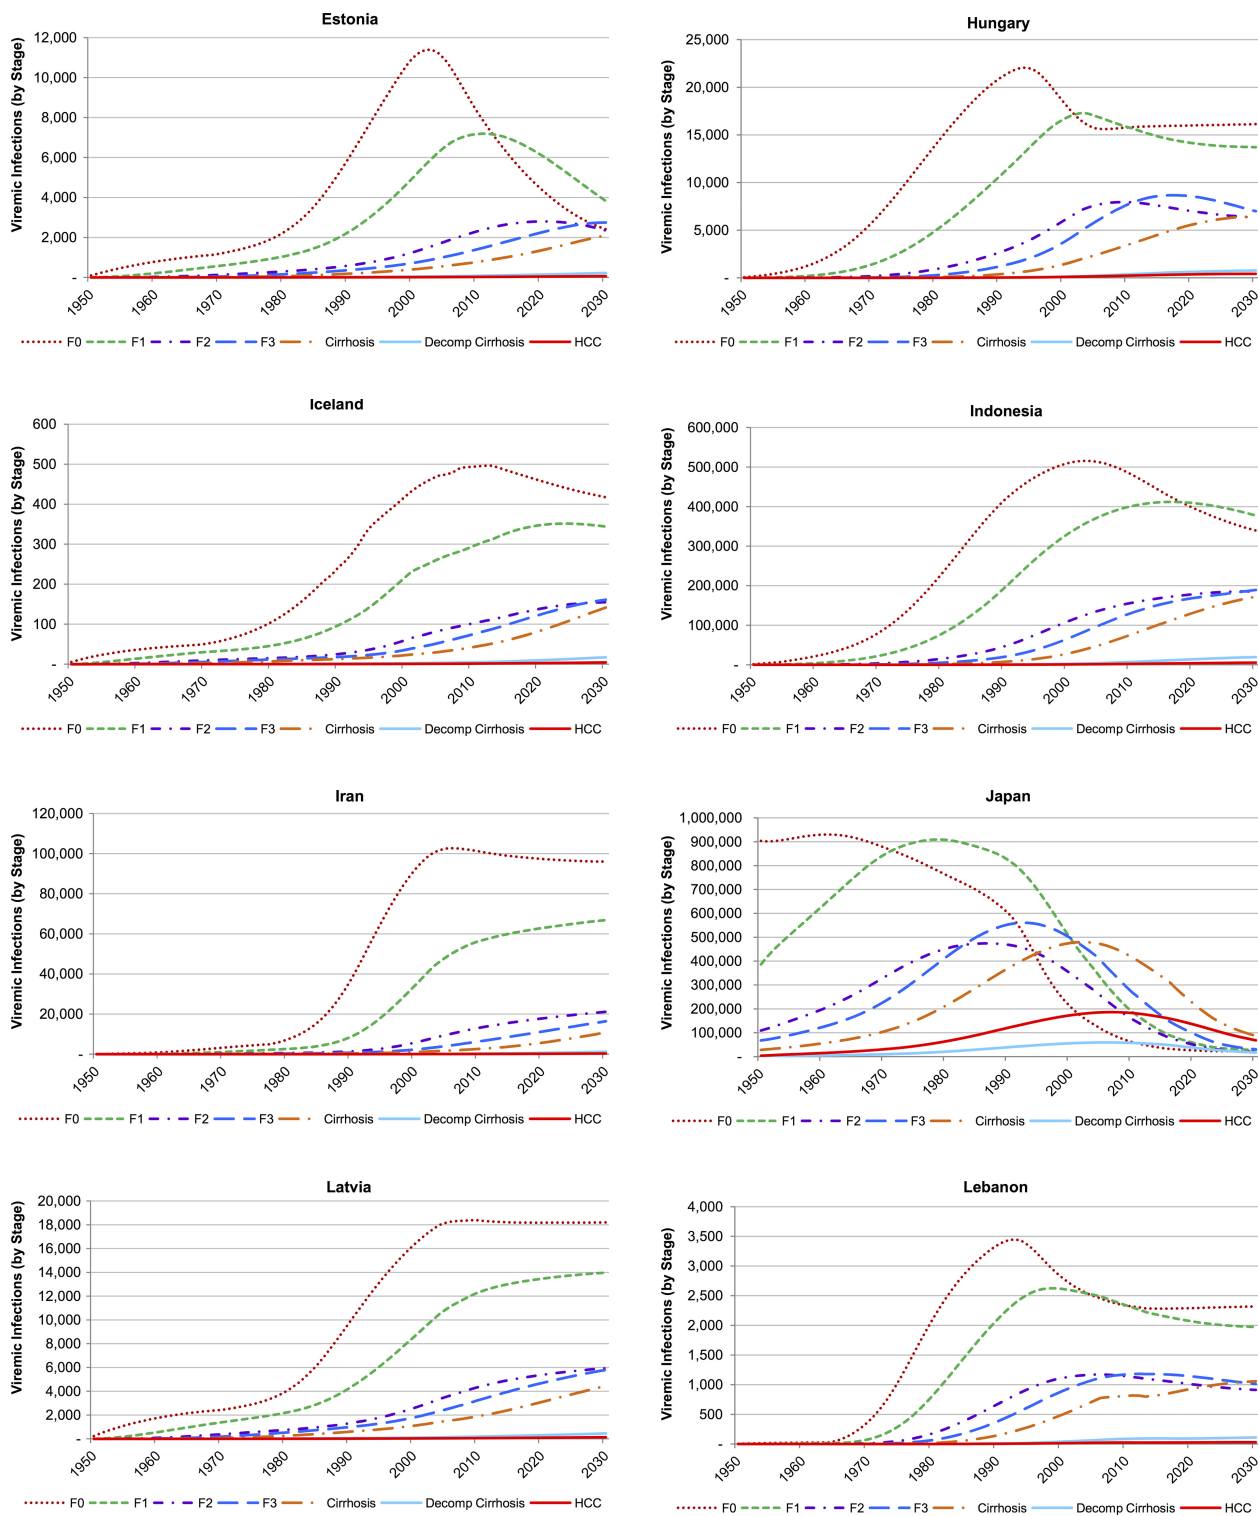 Estonia
Viremic Infections (by Stage)
12,000
10,000
8,000
6,000
4,000
2,000
-
1950 1960 1970 1980 1990 2000 2010 2020 2030
F0 F1 F2 F3 Cirrhosis Decomp Cirrhosis HCC
Hungary
Viremic Infections (by Stage)
25,000
20,000
15,000
10,000
5,000
-
1950 1960 1970 1980 1990 2000 2010 2020 2030
F0 F1 F2 F3 Cirrhosis Decomp Cirrhosis HCC
Iceland
Viremic Infections (by Stage)
600
500
400
300
200
100
-
1950 1960 1970 1980 1990 2000 2010 2020 2030
F0 F1 F2 F3 Cirrhosis Decomp Cirrhosis HCC
Indonesia
Viremic Infections (by Stage)
600,000
500,000
400,000
300,000
200,000
100,000
-
1950 1960 1970 1980 1990 2000 2010 2020 2030
F0 F1 F2 F3 Cirrhosis Decomp Cirrhosis HCC
Iran
Viremic Infections (by Stage)
120,000
100,000
80,000
60,000
40,000
20,000
-
1950 1960 1970 1980 1990 2000 2010 2020 2030
F0 F1 F2 F3 Cirrhosis Decomp Cirrhosis HCC
Japan
Viremic Infections (by Stage)
1,000,000
900,000
800,000
700,000
600,000
500,000
400,000
300,000
200,000
100,000
-
1950 1960 1970 1980 1990 2000 2010 2020 2030
F0 F1 F2 F3 Cirrhosis Decomp Cirrhosis HCC
Latvia
Viremic Infections (by Stage)
20,000
18,000
16,000
14,000
12,000
10,000
8,000
6,000
4,000
2,000
-
1950 1960 1970 1980 1990 2000 2010 2020 2030
F0 F1 F2 F3 Cirrhosis Decomp Cirrhosis HCC
Lebanon
Viremic Infections (by Stage)
4,000
3,500
3,000
2,500
2,000
1,500
1,000
500
-
1950 1960 1970 1980 1990 2000 2010 2020 2030
F0 F1 F2 F3 Cirrhosis Decomp Cirrhosis HCC